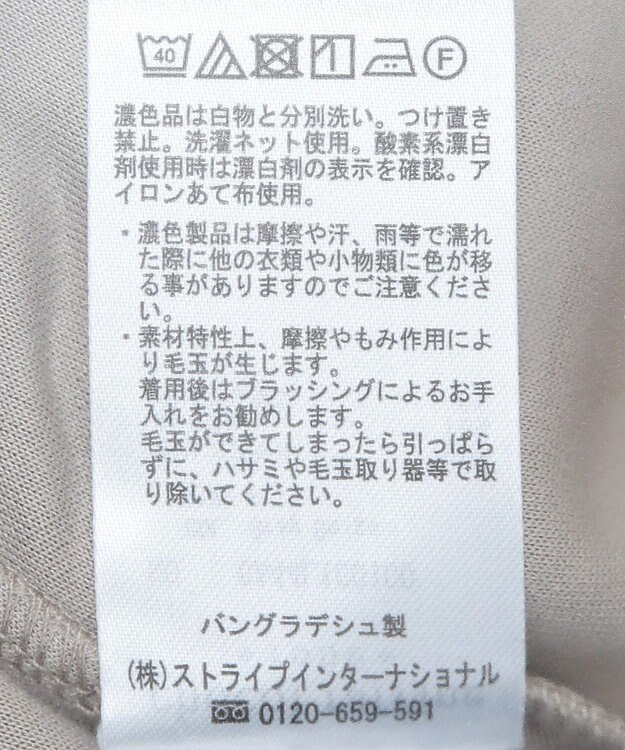 40 F
濃色品は白物と分別洗い。つけ置き
禁止。洗濯ネット使用。酸素系漂白
剤使用時は漂白剤の表示を確認。ア
イロンあて布使用。
・濃色製品は摩擦や汗、雨等で濡れ
た際に他の衣類や小物類に色が移
る事がありますのでご注意くださ
い。
・素材特性上、摩擦やもみ作用によ
り毛玉が生じます。
着用後はブラッシングによるお手
入れをお勧めします。
毛玉ができてしまったら引っぱら
ずに、ハサミや毛玉取り器等で取
り除いてください。
バングラデシュ製
(株)ストライプインターナショナル
0120-659-591